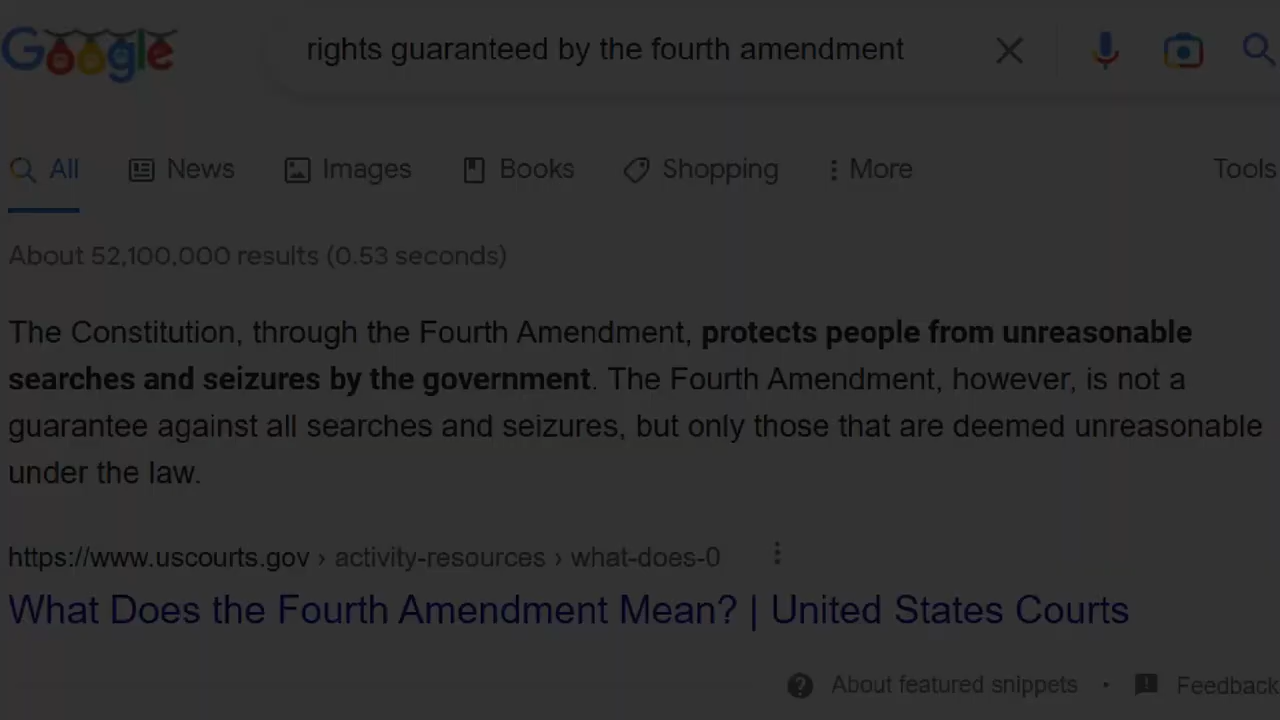 Google
rights guaranteed by the fourth amendment
All News Images Books Shopping More Tools
About 52,100,000 results (0.53 seconds)
The Constitution, through the Fourth Amendment, protects people from unreasonable
searches and seizures by the government. The Fourth Amendment, however, is not a
guarantee against all searches and seizures, but only those that are deemed unreasonable
under the law.
https://www.uscourts.gov › activity-resources › what-does-0
What Does the Fourth Amendment Mean? | United States Courts
About featured snippets • Feedback